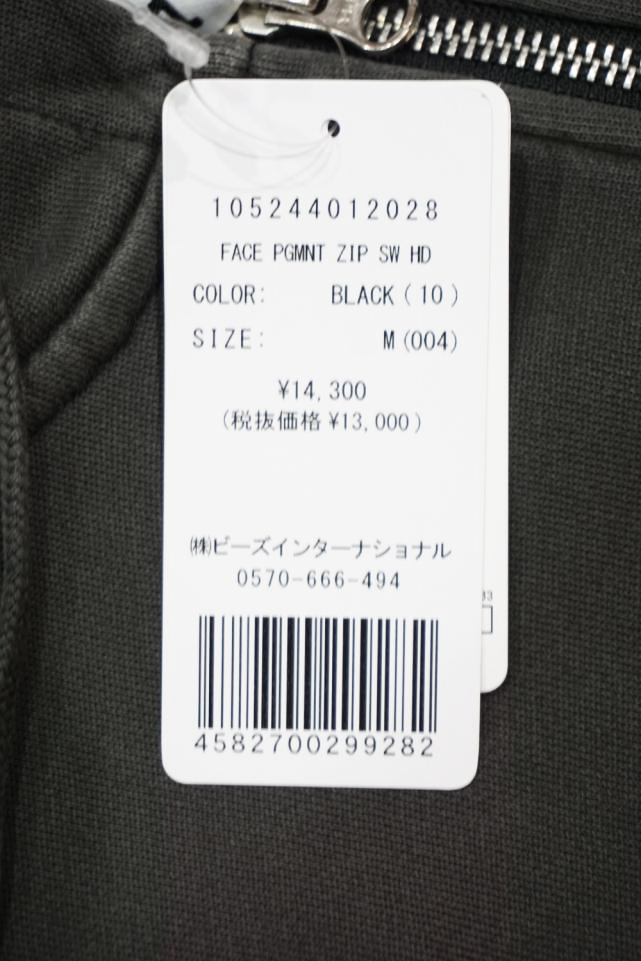 105244012028
FACE PGMNT ZIP SW HD
COLOR: BLACK(10)
SIZE: M(004)
¥14,300
(税抜価格¥13,000)
㈱ビーズインターナショナル
0570-666-494
4582700299282